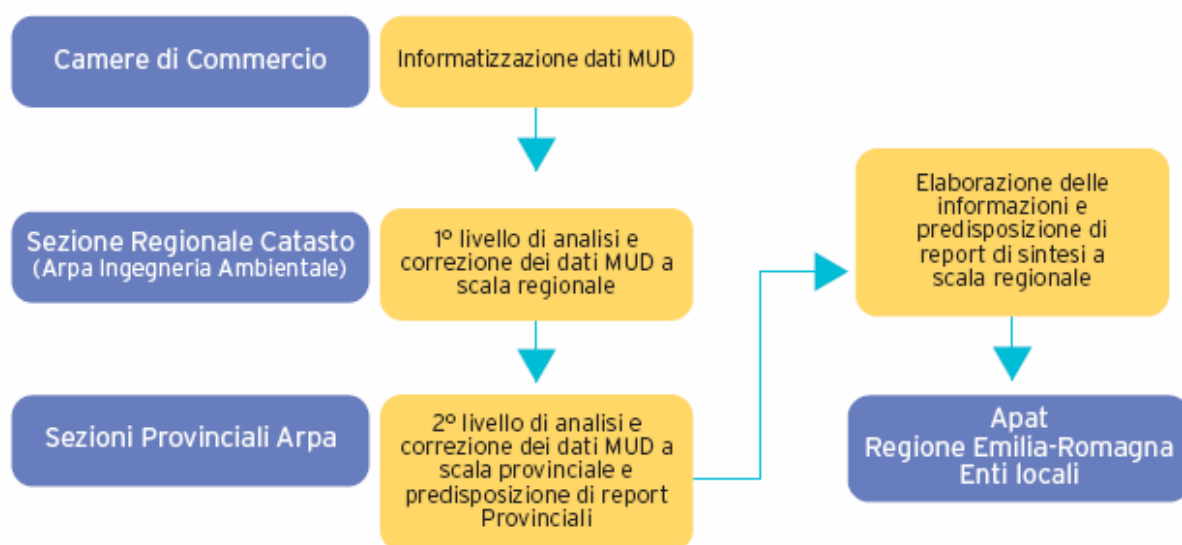 Camere di Commercio
Informatizzazione dati MUD
Sezione Regionale Catasto
(Arpa Ingegneria Ambientale)
1º livello di analisi e
correzione dei dati MUD a
scala regionale
Sezioni Provinciali Arpa
2º livello di analisi e
correzione dei dati MUD a
scala provinciale e
predisposizione di report
Provinciali
Elaborazione delle
informazioni e
predisposizione di
report di sintesi a
scala regionale
Apat
Regione Emilia-Romagna
Enti locali